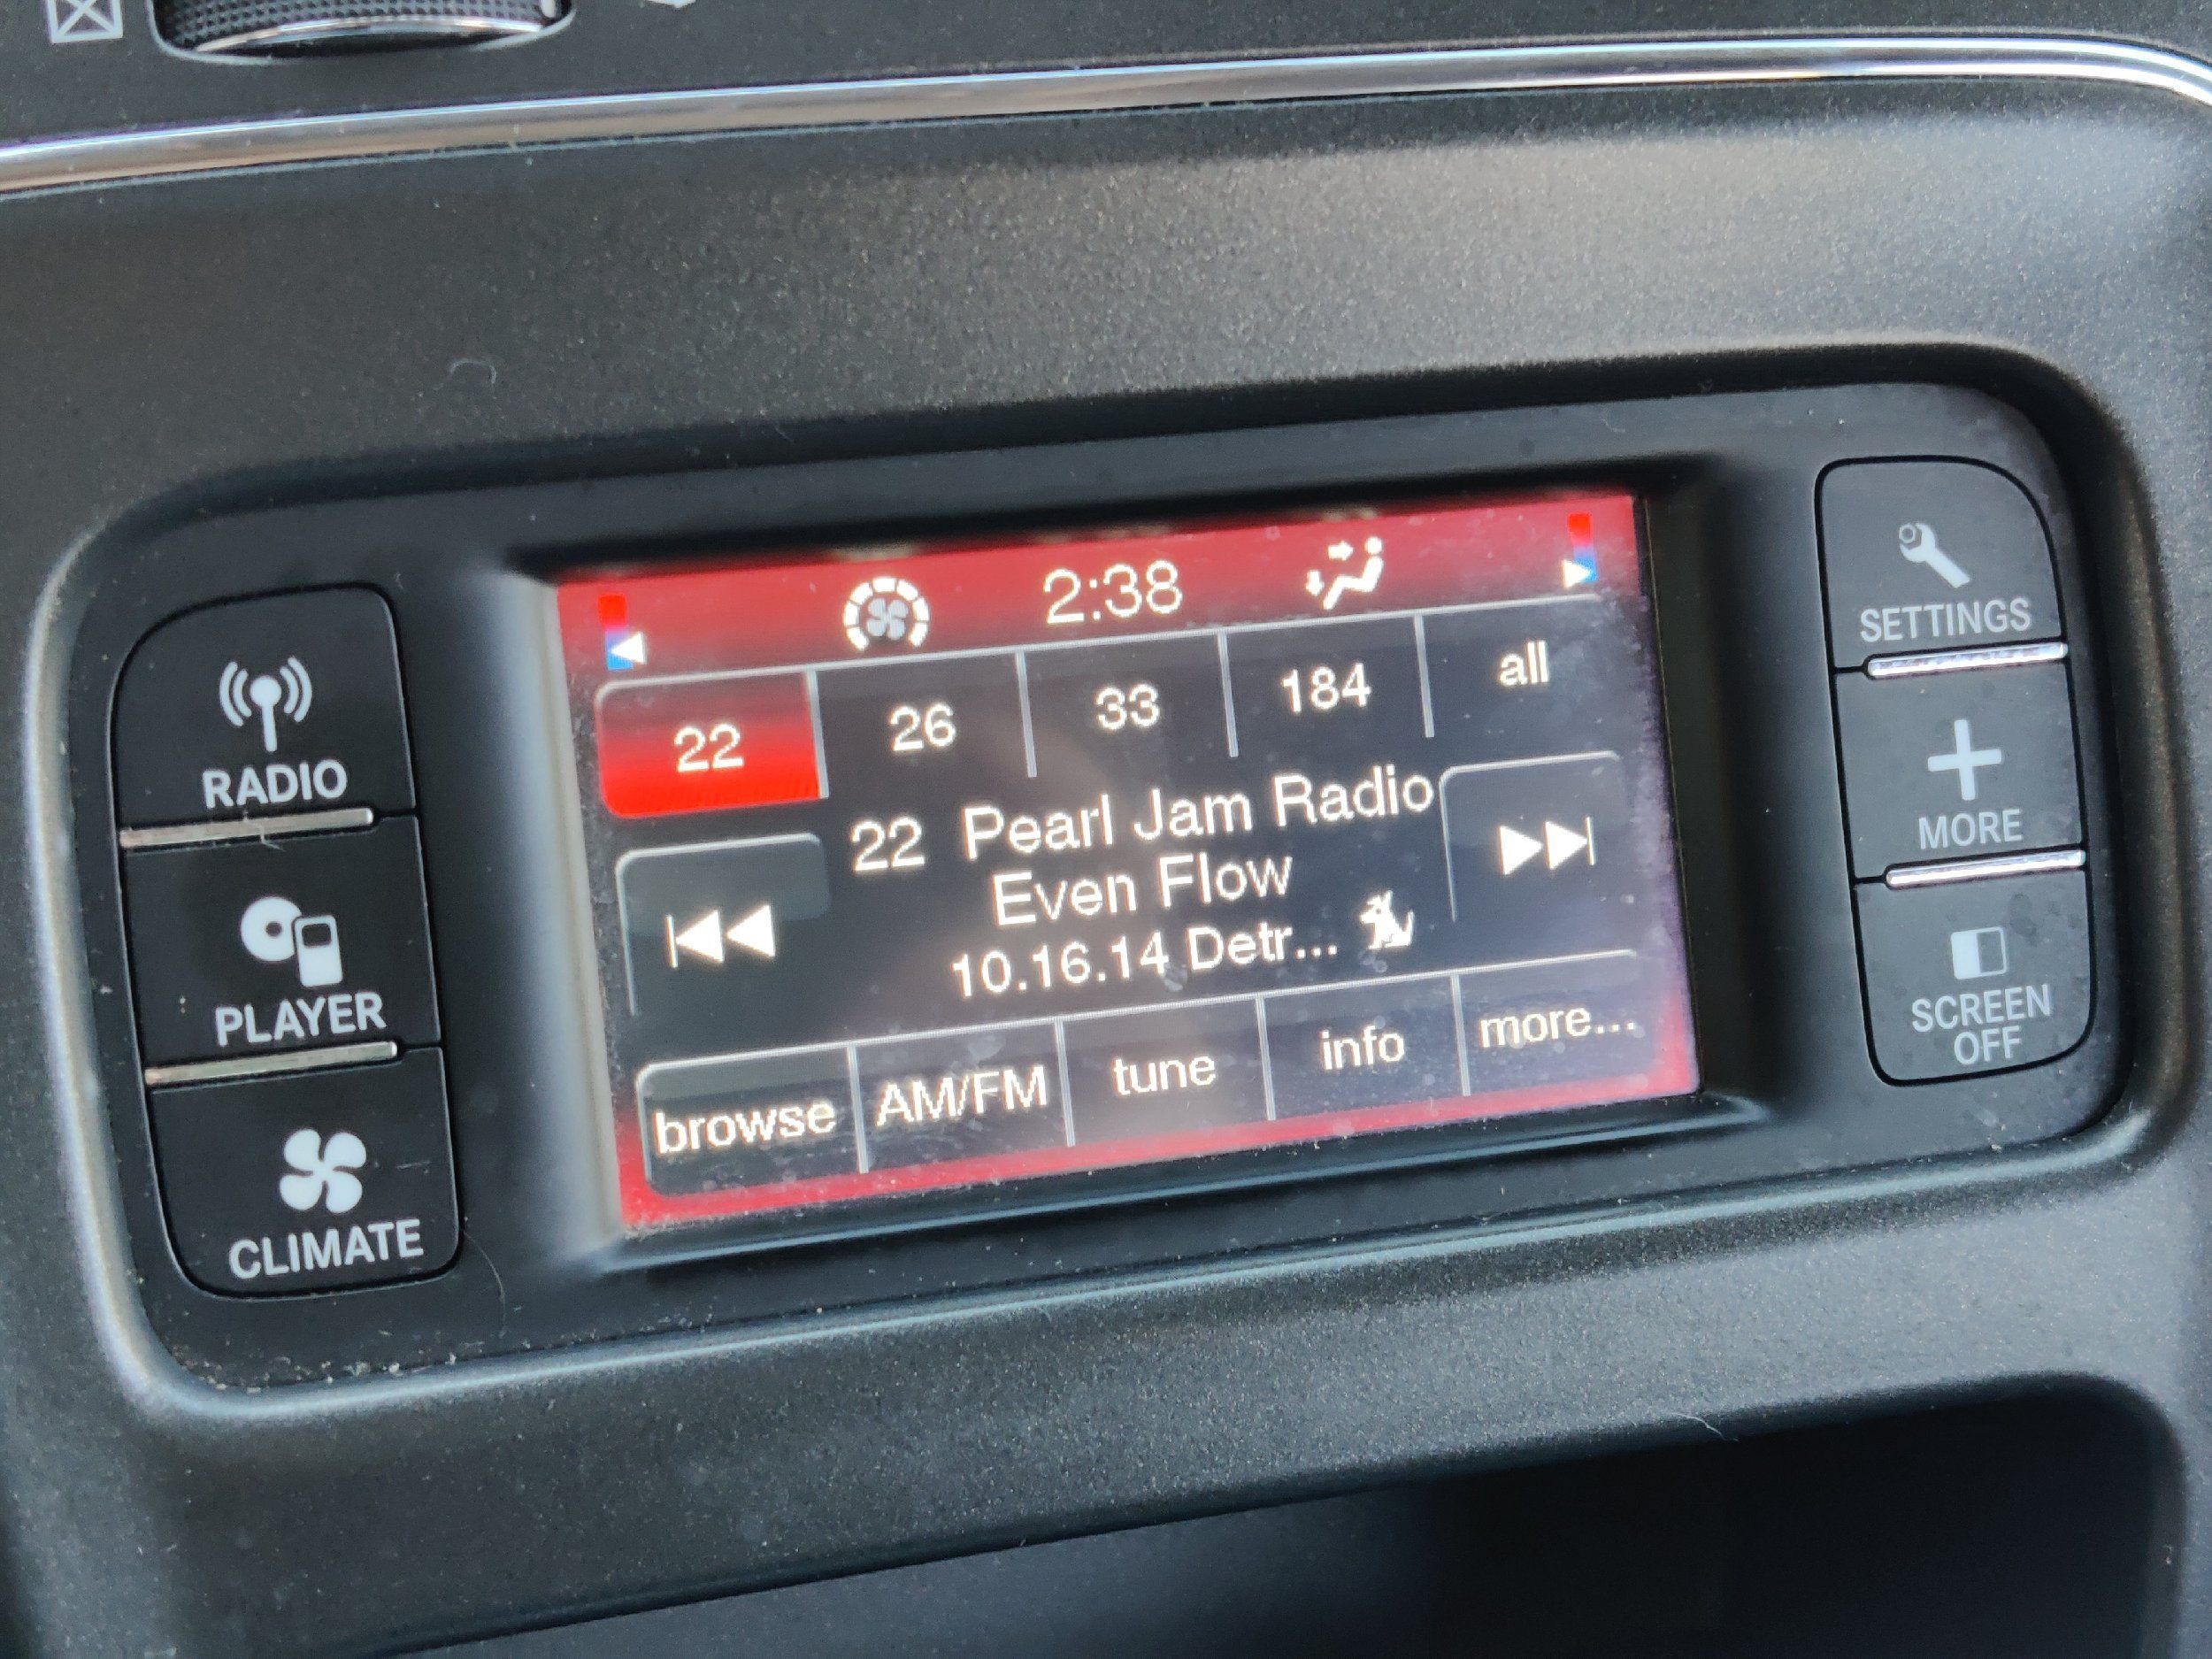 2:38
22 26 33 184 all
22 Pearl Jam Radio
Even Flow
10.16.14 Detr...
browse AM/FM tune info more...
RADIO
PLAYER
CLIMATE
SETTINGS
MORE
SCREEN
OFF